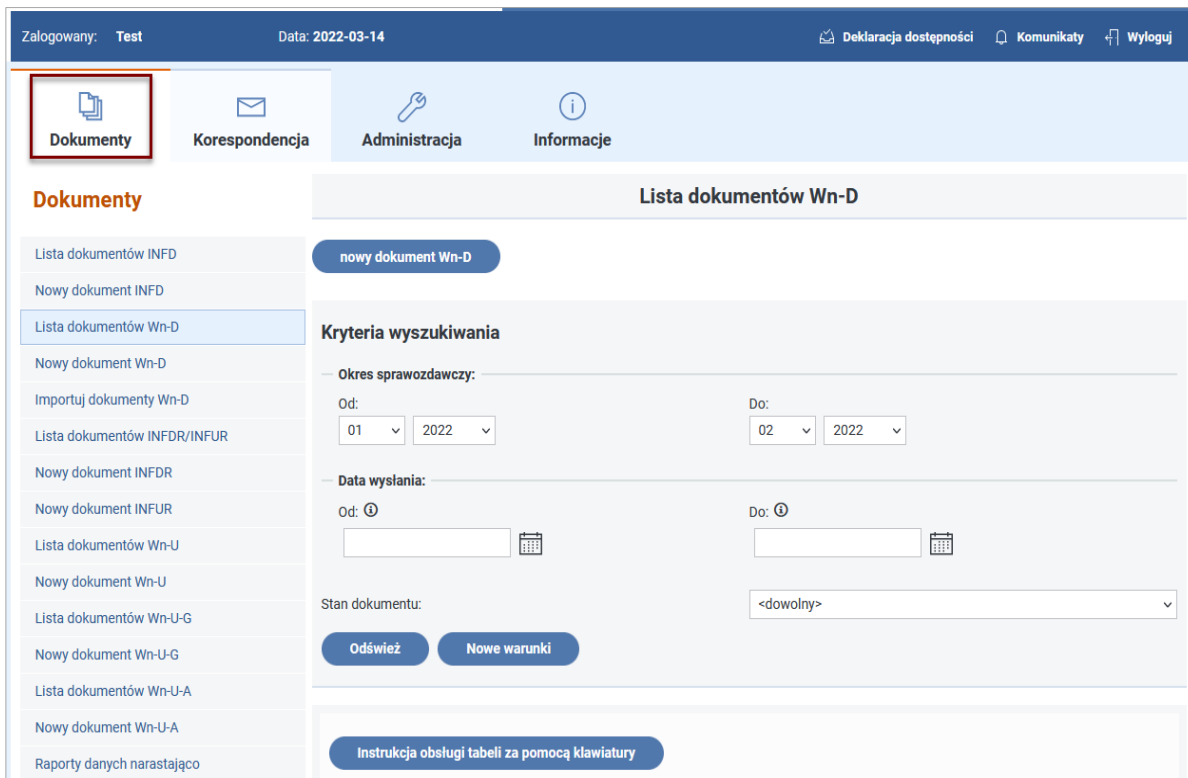 Zalogowany: Test Data: 2022-03-14 Deklaracja dostępności Komunikaty Wyloguj
Dokumenty Korespondencja Administracja Informacje
Dokumenty
Lista dokumentów INFD
Nowy dokument INFD
Lista dokumentów Wn-D
Nowy dokument Wn-D
Importuj dokumenty Wn-D
Lista dokumentów INFDR/INFUR
Nowy dokument INFDR
Nowy dokument INFUR
Lista dokumentów Wn-U
Nowy dokument Wn-U
Lista dokumentów Wn-U-G
Nowy dokument Wn-U-G
Lista dokumentów Wn-U-A
Nowy dokument Wn-U-A
Raporty danych narastająco
Lista dokumentów Wn-D
nowy dokument Wn-D
Kryteria wyszukiwania
Okres sprawozdawczy:
Od: Do:
01 2022 02 2022
Data wysłania:
Od: Do:
Stan dokumentu: <dowolny>
Odśwież Nowe warunki
Instrukcja obsługi tabeli za pomocą klawiatury